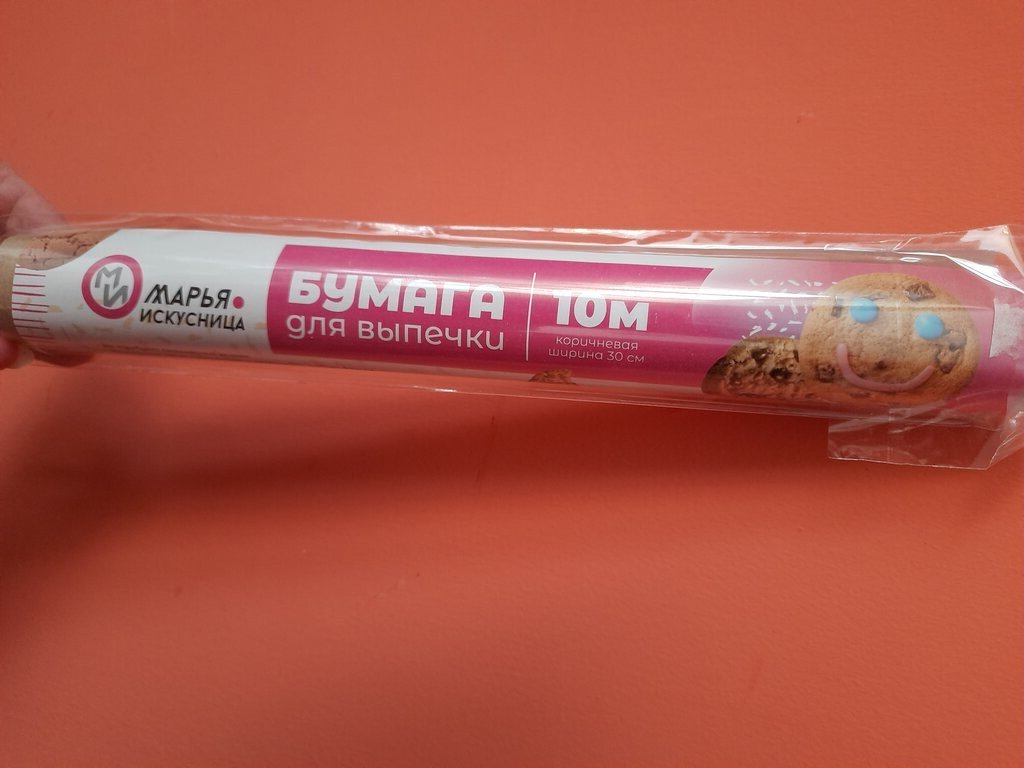 МИ
МАРЬЯ
ИСКУСНИЦА
БУМАГА
для выпечки
10М
коричневая
ширина 30 см